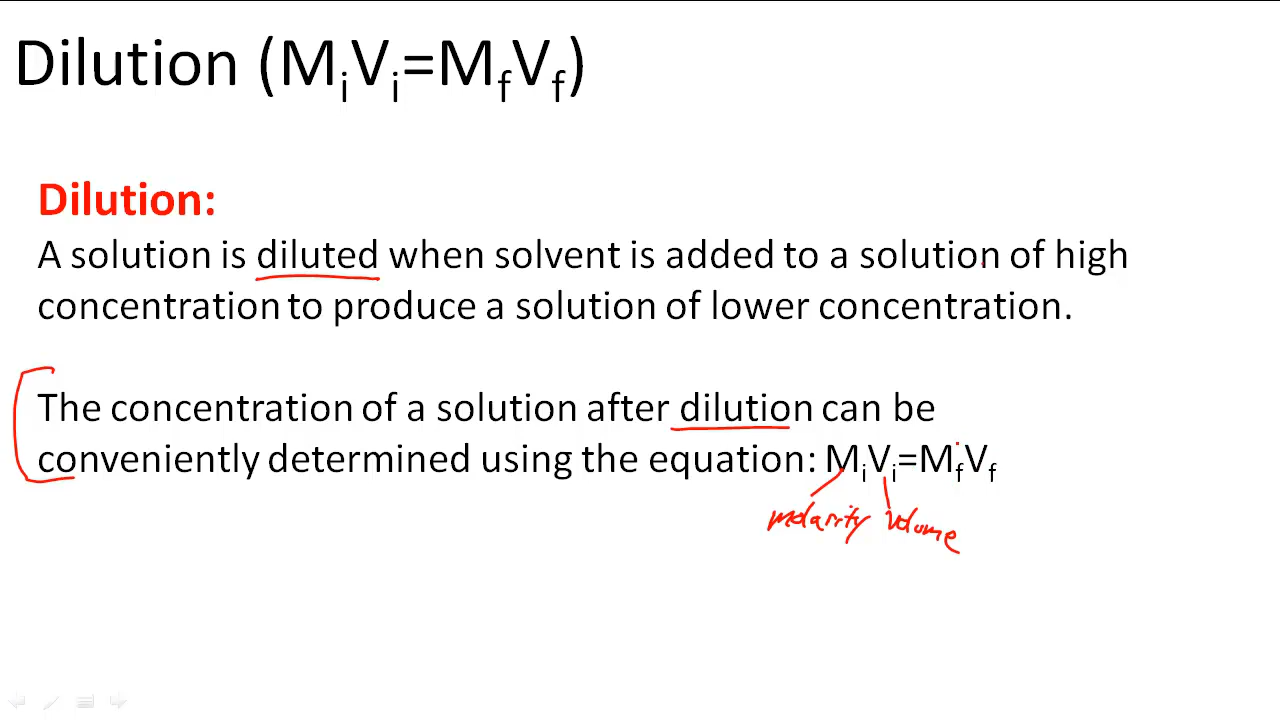 Dilution (MiVi=MfVf)
Dilution:
A solution is diluted when solvent is added to a solution of high
concentration to produce a solution of lower concentration.
The concentration of a solution after dilution can be
conveniently determined using the equation: MiVi=MfVf
molarity volume